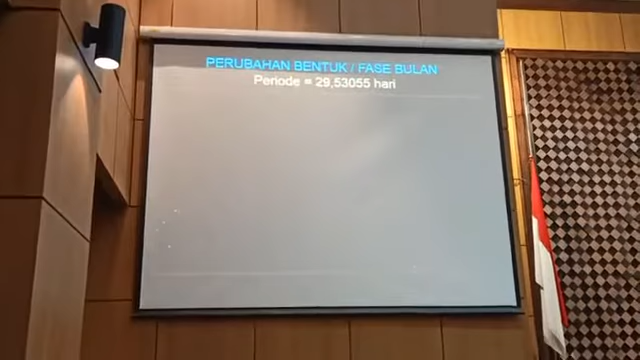 PERUBAHAN BENTUK / FASE BULAN
Periode = 29,53055 hari